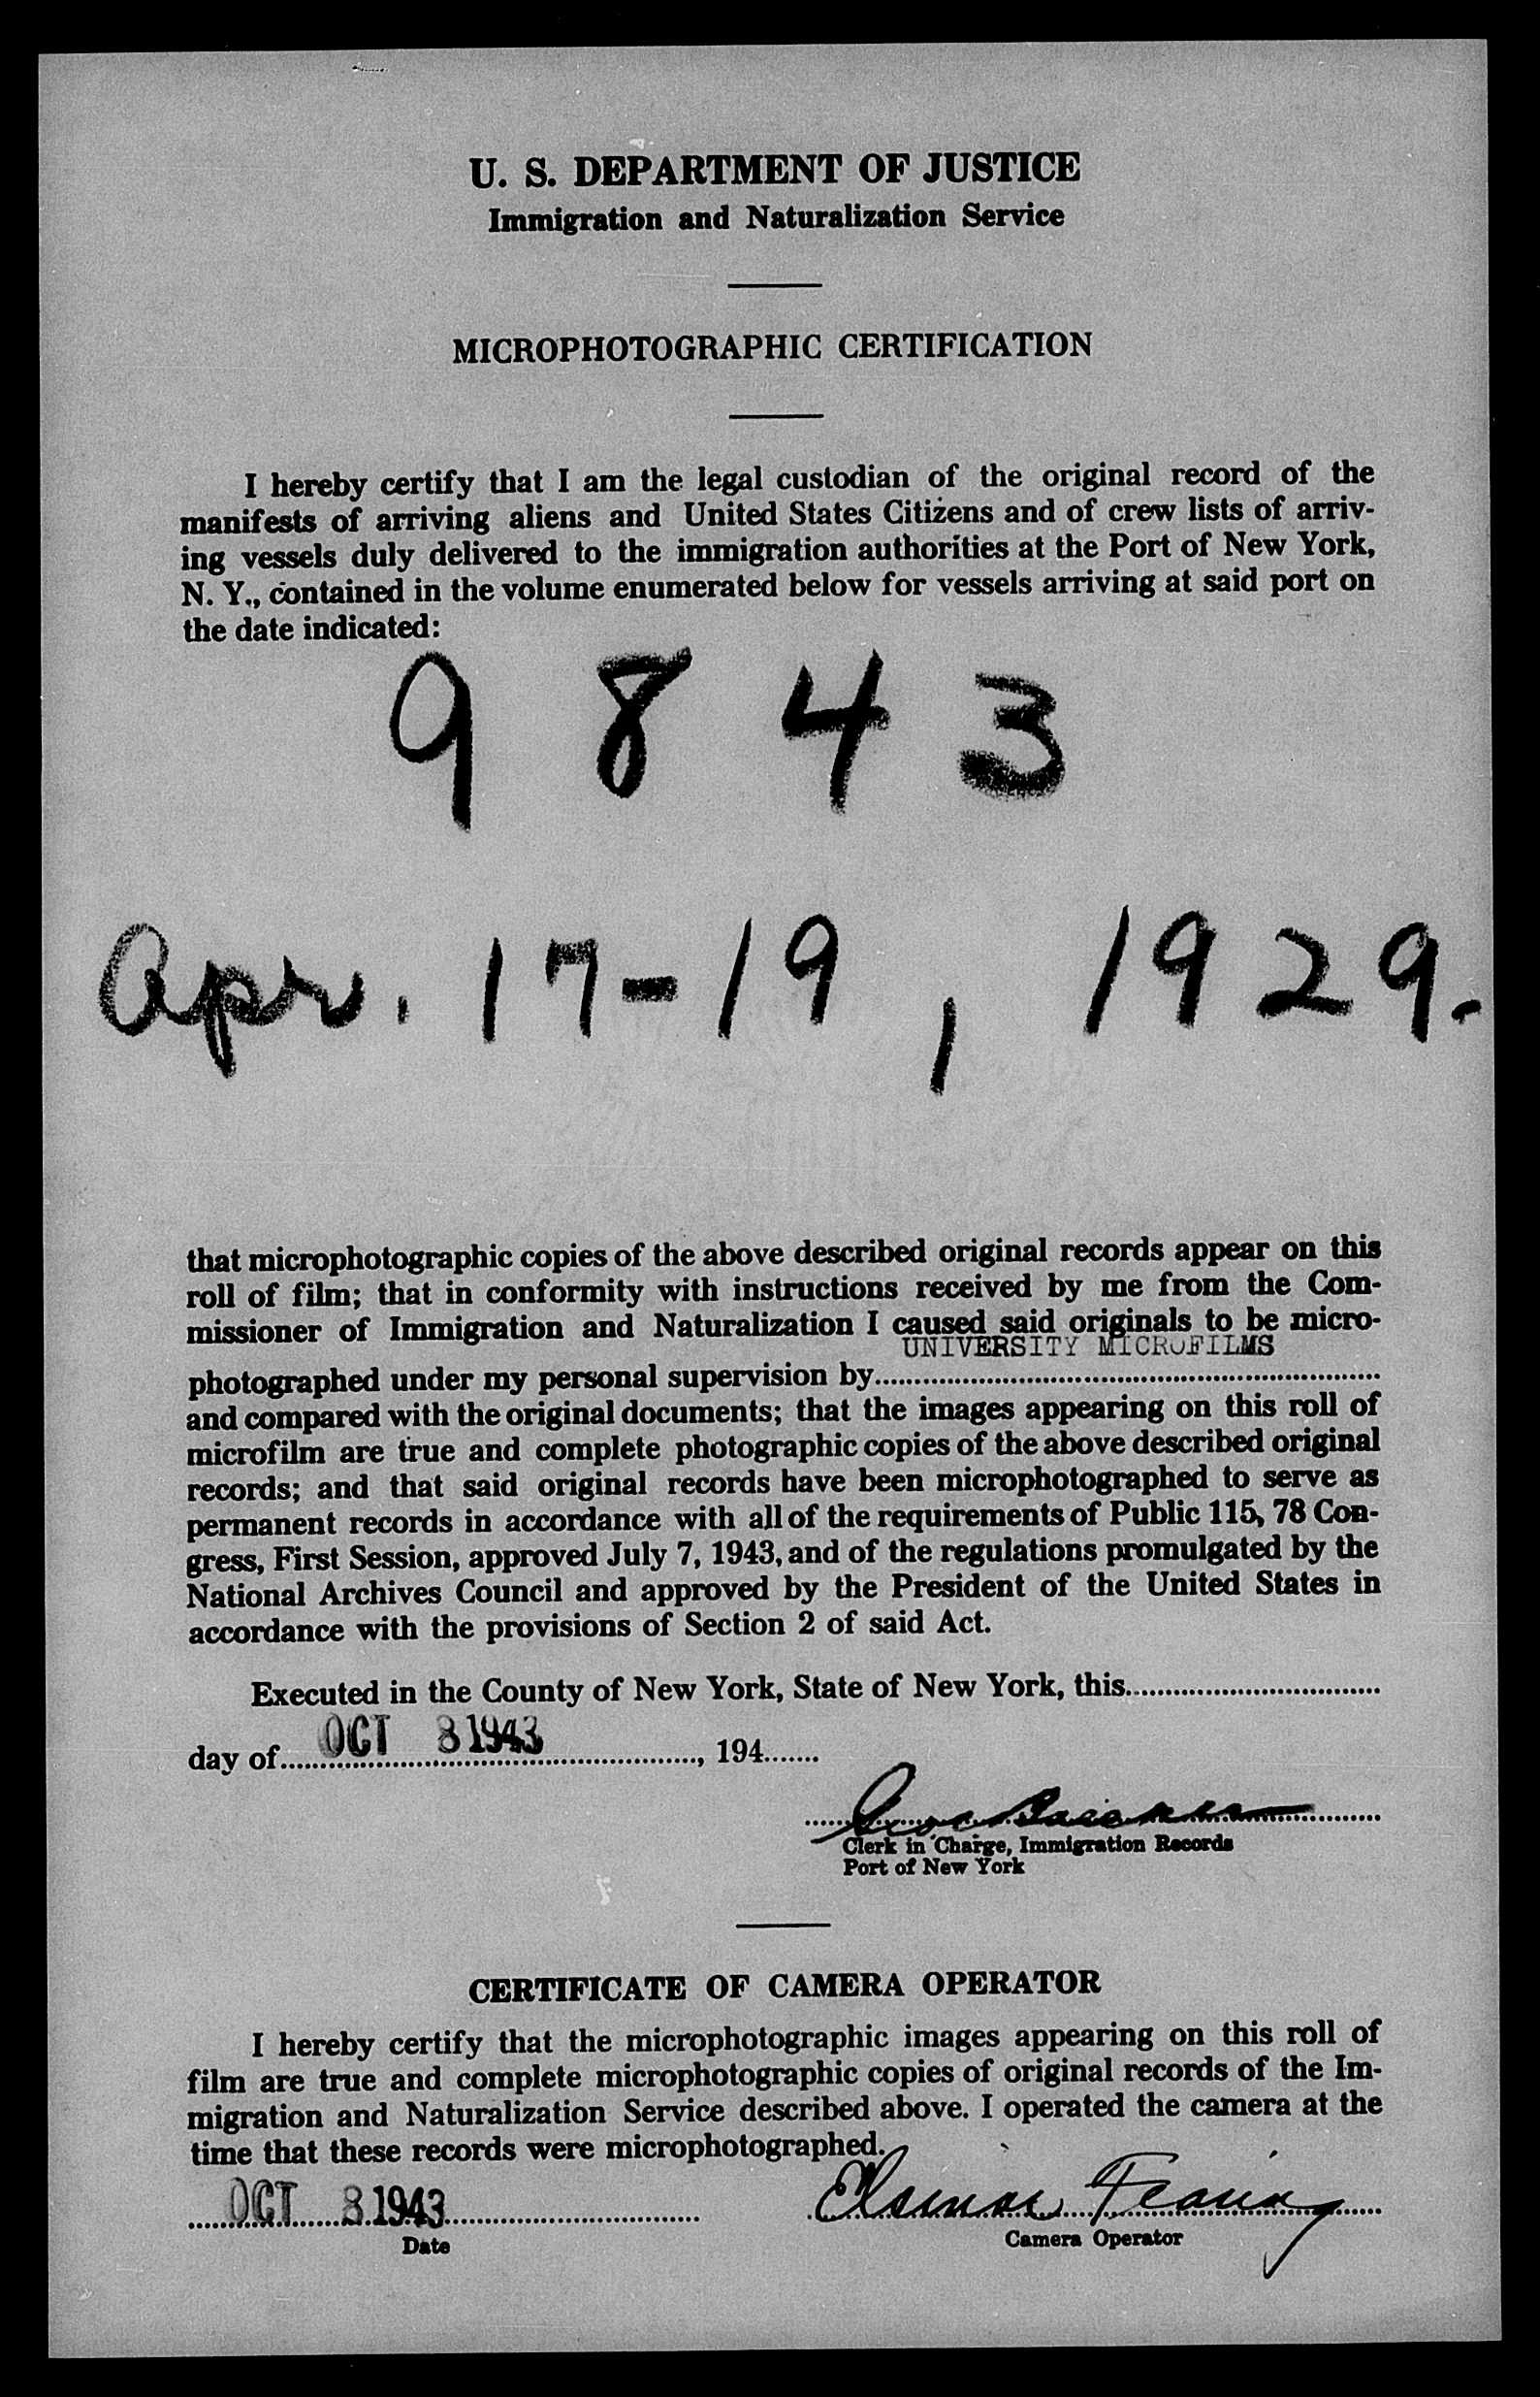 U. S. DEPARTMENT OF JUSTICE
Immigration and Naturalization Service
MICROPHOTOGRAPHIC CERTIFICATION
I hereby certify that I am the legal custodian of the original record of the
manifests of arriving aliens and United States Citizens and of crew lists of arriv-
ing vessels duly delivered to the immigration authorities at the Port of New York,
N. Y., contained in the volume enumerated below for vessels arriving at said port on
the date indicated:
9843
Apr. 17-19, 1929.
that microphotographic copies of the above described original records appear on this
roll of film; that in conformity with instructions received by me from the Com-
missioner of Immigration and Naturalization I caused said originals to be micro-
UNIVERSITY MICROFILMS
photographed under my personal supervision by
and compared with the original documents; that the images appearing on this roll of
microfilm are true and complete photographic copies of the above described original
records; and that said original records have been microphotographed to serve as
permanent records in accordance with all of the requirements of Public 115, 78 Con-
gress, First Session, approved July 7, 1943, and of the regulations promulgated by the
National Archives Council and approved by the President of the United States in
accordance with the provisions of Section 2 of said Act.
Executed in the County of New York, State of New York, this
day of OCT 8 1943, 194
Clerk in Charge, Immigration Records
Port of New York
CERTIFICATE OF CAMERA OPERATOR
I hereby certify that the microphotographic images appearing on this roll of
film are true and complete microphotographic copies of original records of the Im-
migration and Naturalization Service described above. I operated the camera at the
time that these records were microphotographed.
OCT 8 1943
Date
Camera Operator